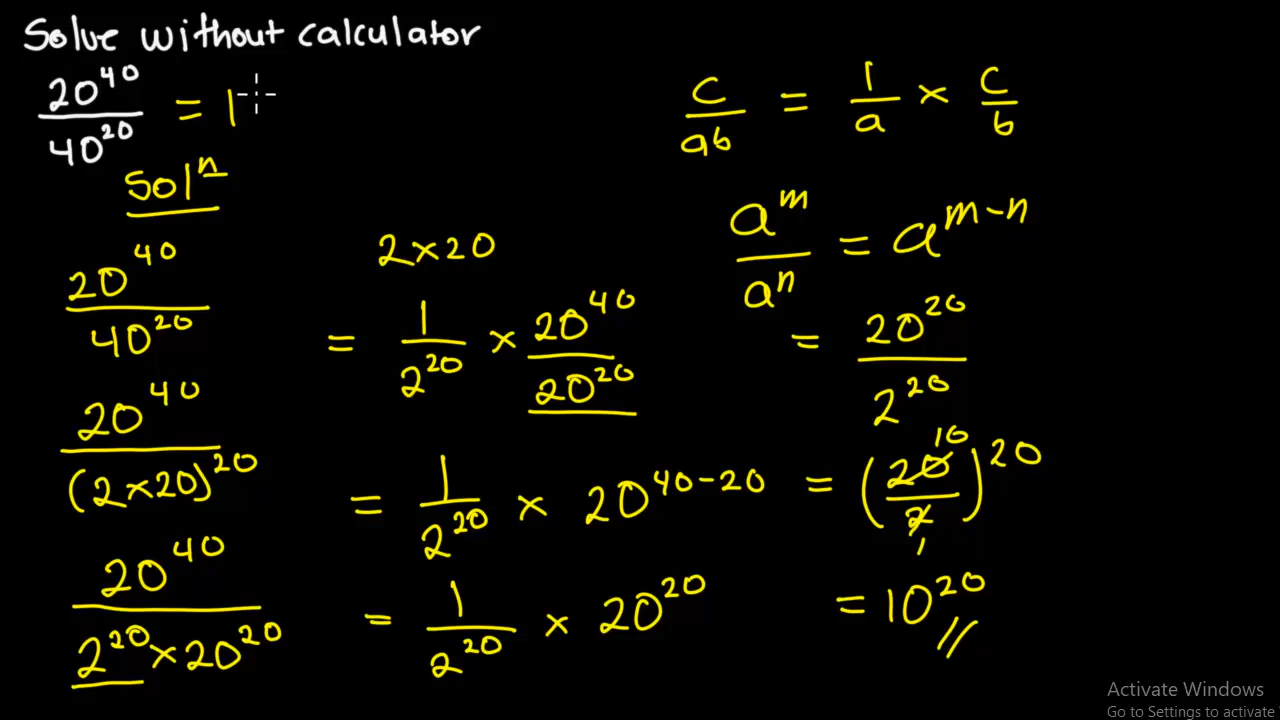 Solve without calculator
20^40 / 40^20 = 1
Solⁿ
20^40 / 40^20
20^40 / (2×20)^20
20^40 / 2^20 × 20^20
2×20
= 1/2^20 × 20^40 / 20^20
= 1/2^20 × 20^40-20
= 1/2^20 × 20^20
c/ab = 1/a × c/b
a^m / a^n = a^m-n
= 20^20 / 2^20
= (20 10 / 2 1)^20
= 10^20 //
Activate Windows
Go to Settings to activate